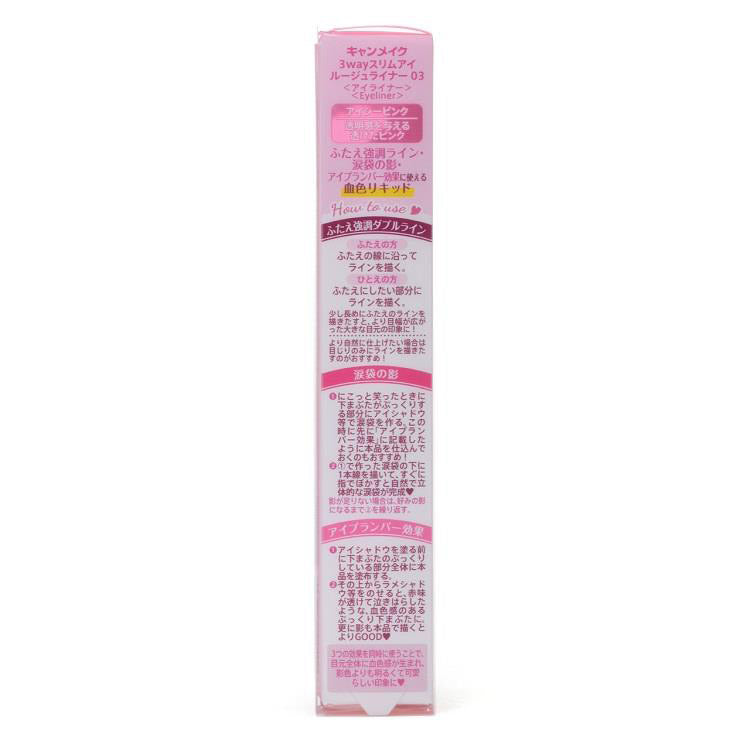 キャンメイク
3wayスリムアイ
ルージュライナー 03
＜アイライナー＞
＜Eyeliner＞
アイシーピンク
透明感を与える
透けたピンク
ふたえ強調ライン・
涙袋の影・
アイプランパー効果に使える
血色リキッド
How to use
ふたえ強調ダブルライン
ふたえの方
ふたえの線に沿って
ラインを描く。
ひとえの方
ふたえにしたい部分に
ラインを描く。
少し長めにふたえのラインを
描きたすと、より目幅が広が
った大きな目元の印象に！
より自然に仕上げたい場合は
目じりのみにラインを描きた
すのがおすすめ！
涙袋の影
❶にこっと笑ったときに
下まぶたがぷっくりす
る部分にアイシャドウ
等で涙袋を作る。この
時に先に「アイプラン
パー効果」に記載した
ように本品を仕込んで
おくのもおすすめ！
❷①で作った涙袋の下に
1本線を描いて、すぐに
指でぼかすと自然で立
体的な涙袋が完成♥
影が足りない場合は、好みの影
になるまで②を繰り返す。
アイプランパー効果
❶アイシャドウを塗る前
に下まぶたのぷっくり
している部分全体に本
品を塗布する。
❷その上からラメシャド
ウ等をのせると、赤味
が透けて泣きはらした
ような、血色感のある
ぷっくり下まぶたに。
更に影も本品で描くと
よりGOOD♥
3つの効果を同時に使うことで、
目元全体に血色感が生まれ、
影色よりも明るくて可愛
らしい印象に♥